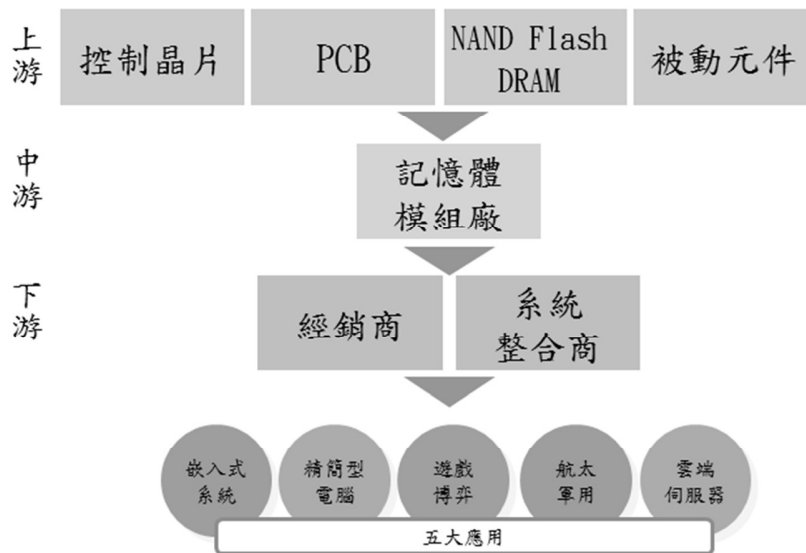 上游
控制晶片
PCB
NAND Flash
DRAM
被動元件
中游
記憶體
模組廠
下游
經銷商
系統
整合商
嵌入式
系統
精簡型
電腦
遊戲
博弈
航太
軍用
雲端
伺服器
五大應用